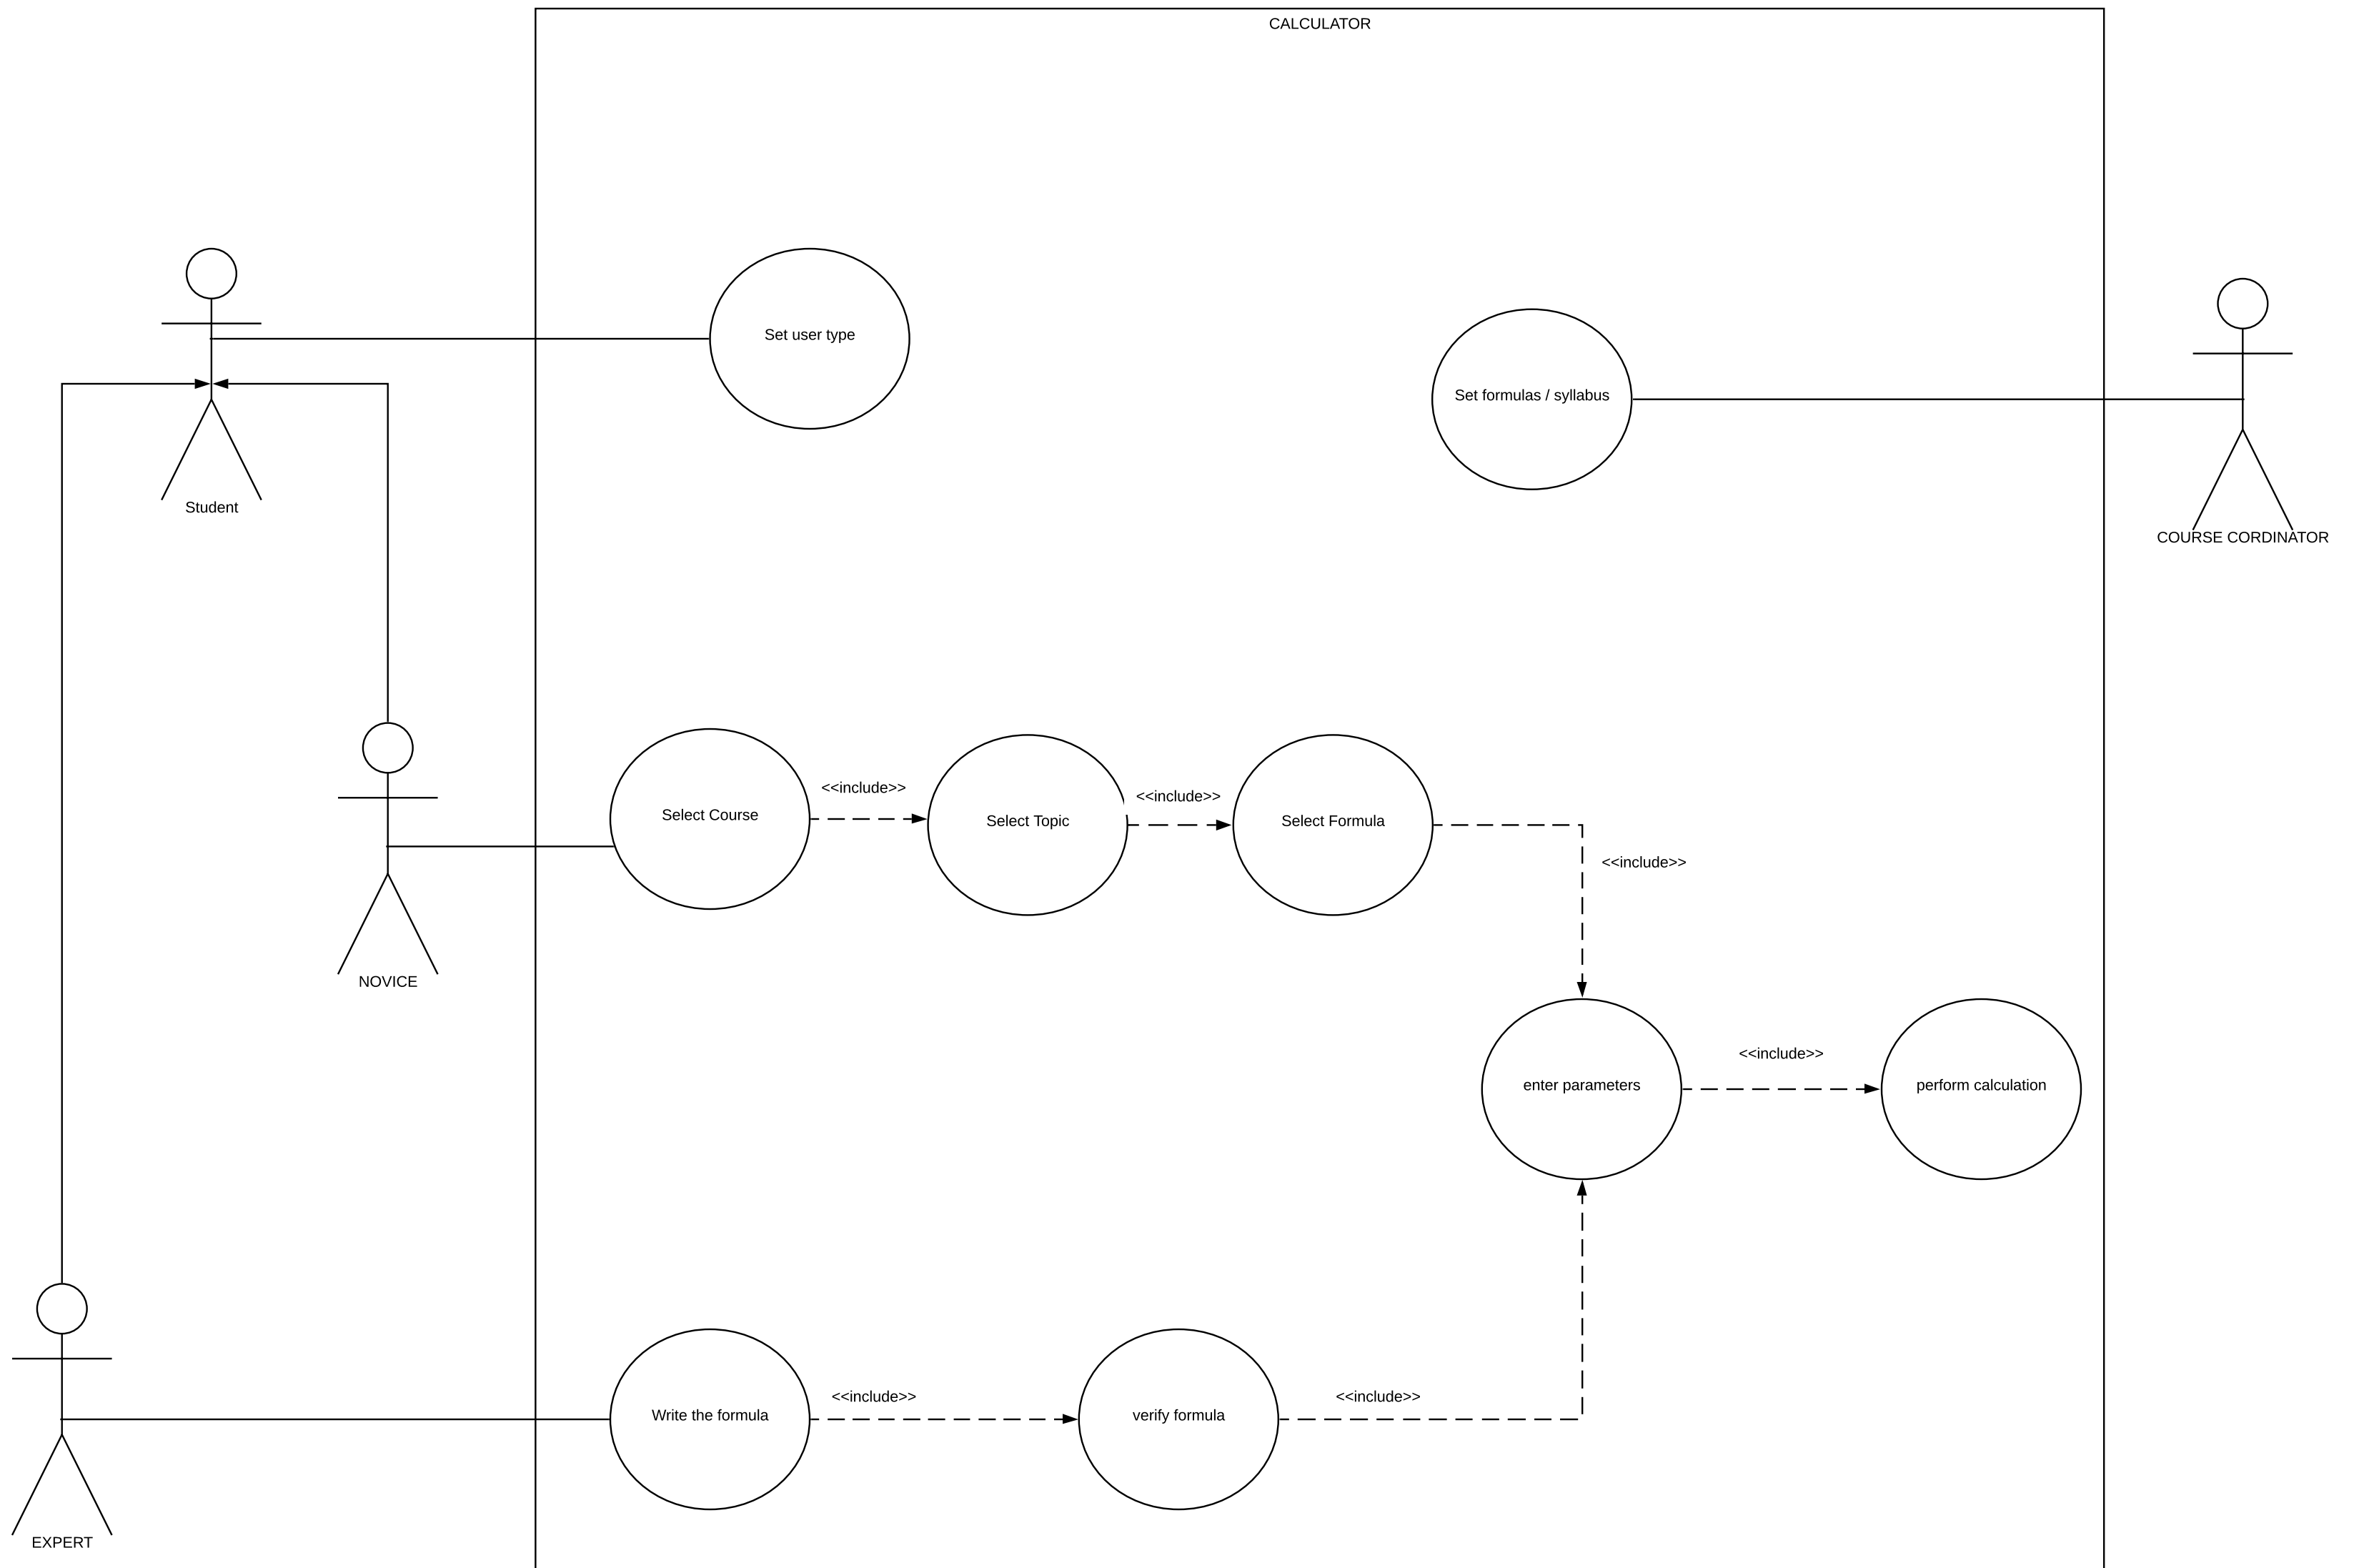 CALCULATOR
Set user type
Set formulas / syllabus
Student
COURSE CORDINATOR
<<include>>
<<include>>
Select Course
Select Topic
Select Formula
<<include>>
NOVICE
<<include>>
enter parameters
perform calculation
<<include>>
<<include>>
Write the formula
verify formula
EXPERT